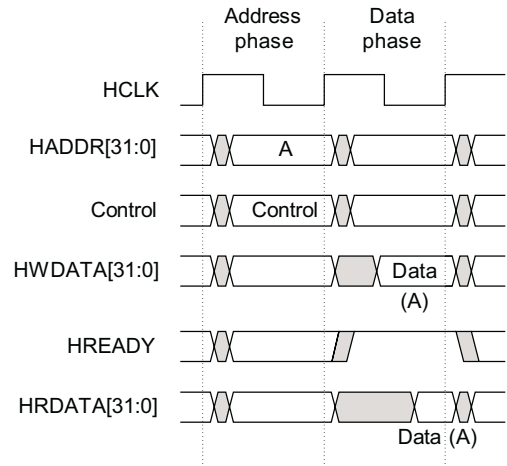 Address
phase
Data
phase
HCLK
HADDR[31:0]
A
Control
Control
HWDATA[31:0]
Data
(A)
HREADY
HRDATA[31:0]
Data (A)